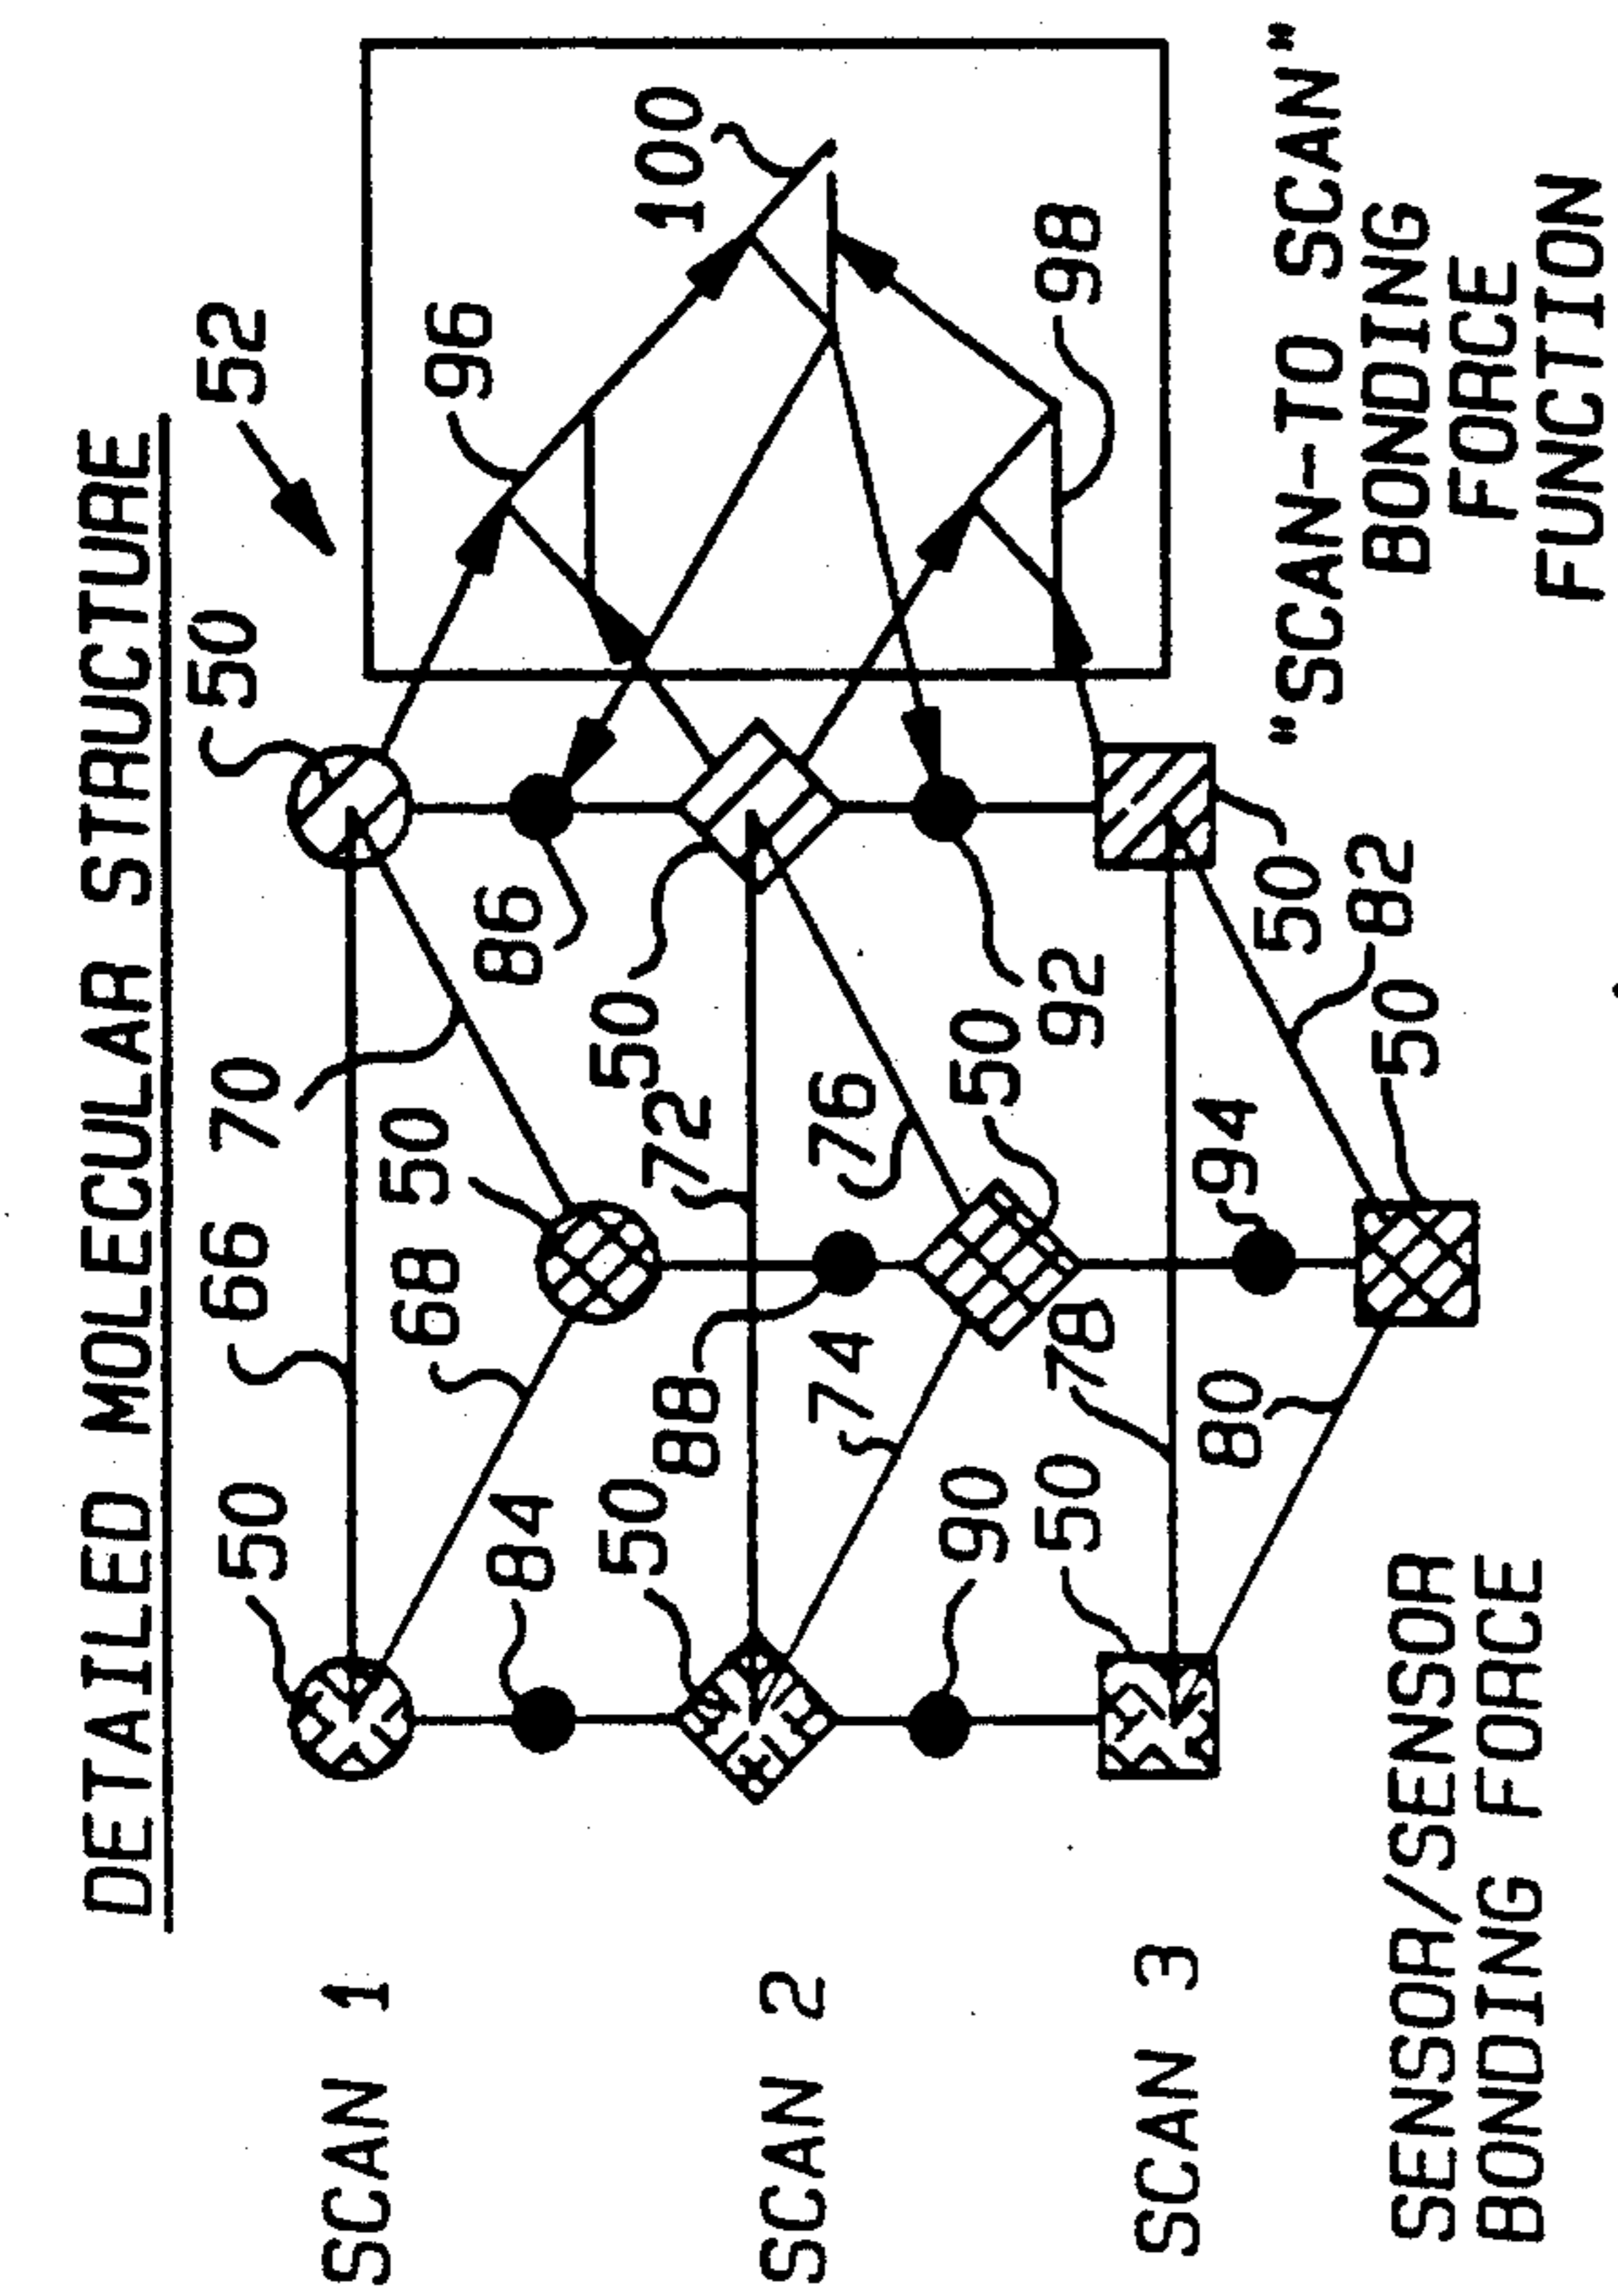 DETAILED MOLECULAR STRUCTURE
50 66 70 50 52
SCAN 1
68 50 96
84 86
50 88 72 50 100
SCAN 2
74 76
90 50
50 78 92 98
SCAN 3
80 94 50
50 82
"SCAN-TO SCAN"
BONDING
FORCE
FUNCTION
SENSOR/SENSOR
BONDING FORCE